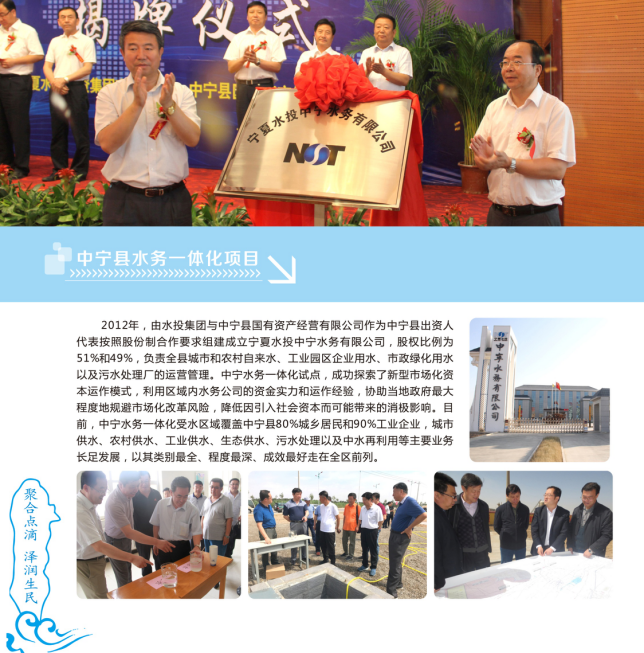 揭牌仪式
中宁县国
宁夏水投中宁水务有限公司
NST
中宁县水务一体化项目
2012年，由水投集团与中宁县国有资产经营有限公司作为中宁县出资人
代表按照股份制合作要求组建成立宁夏水投中宁水务有限公司，股权比例为
51%和49%，负责全县城市和农村自来水、工业园区企业用水、市政绿化用水
以及污水处理厂的运营管理。中宁水务一体化试点，成功探索了新型市场化资
本运作模式，利用区域内水务公司的资金实力和运作经验，协助当地政府最大
程度地规避市场化改革风险，降低因引入社会资本而可能带来的消极影响。目
前，中宁水务一体化受水区域覆盖中宁县80%城乡居民和90%工业企业，城市
供水、农村供水、工业供水、生态供水、污水处理以及中水再利用等主要业务
长足发展，以其类别最全、程度最深、成效最好走在全区前列。
中宁水务有限公司
聚合点滴 泽润生民